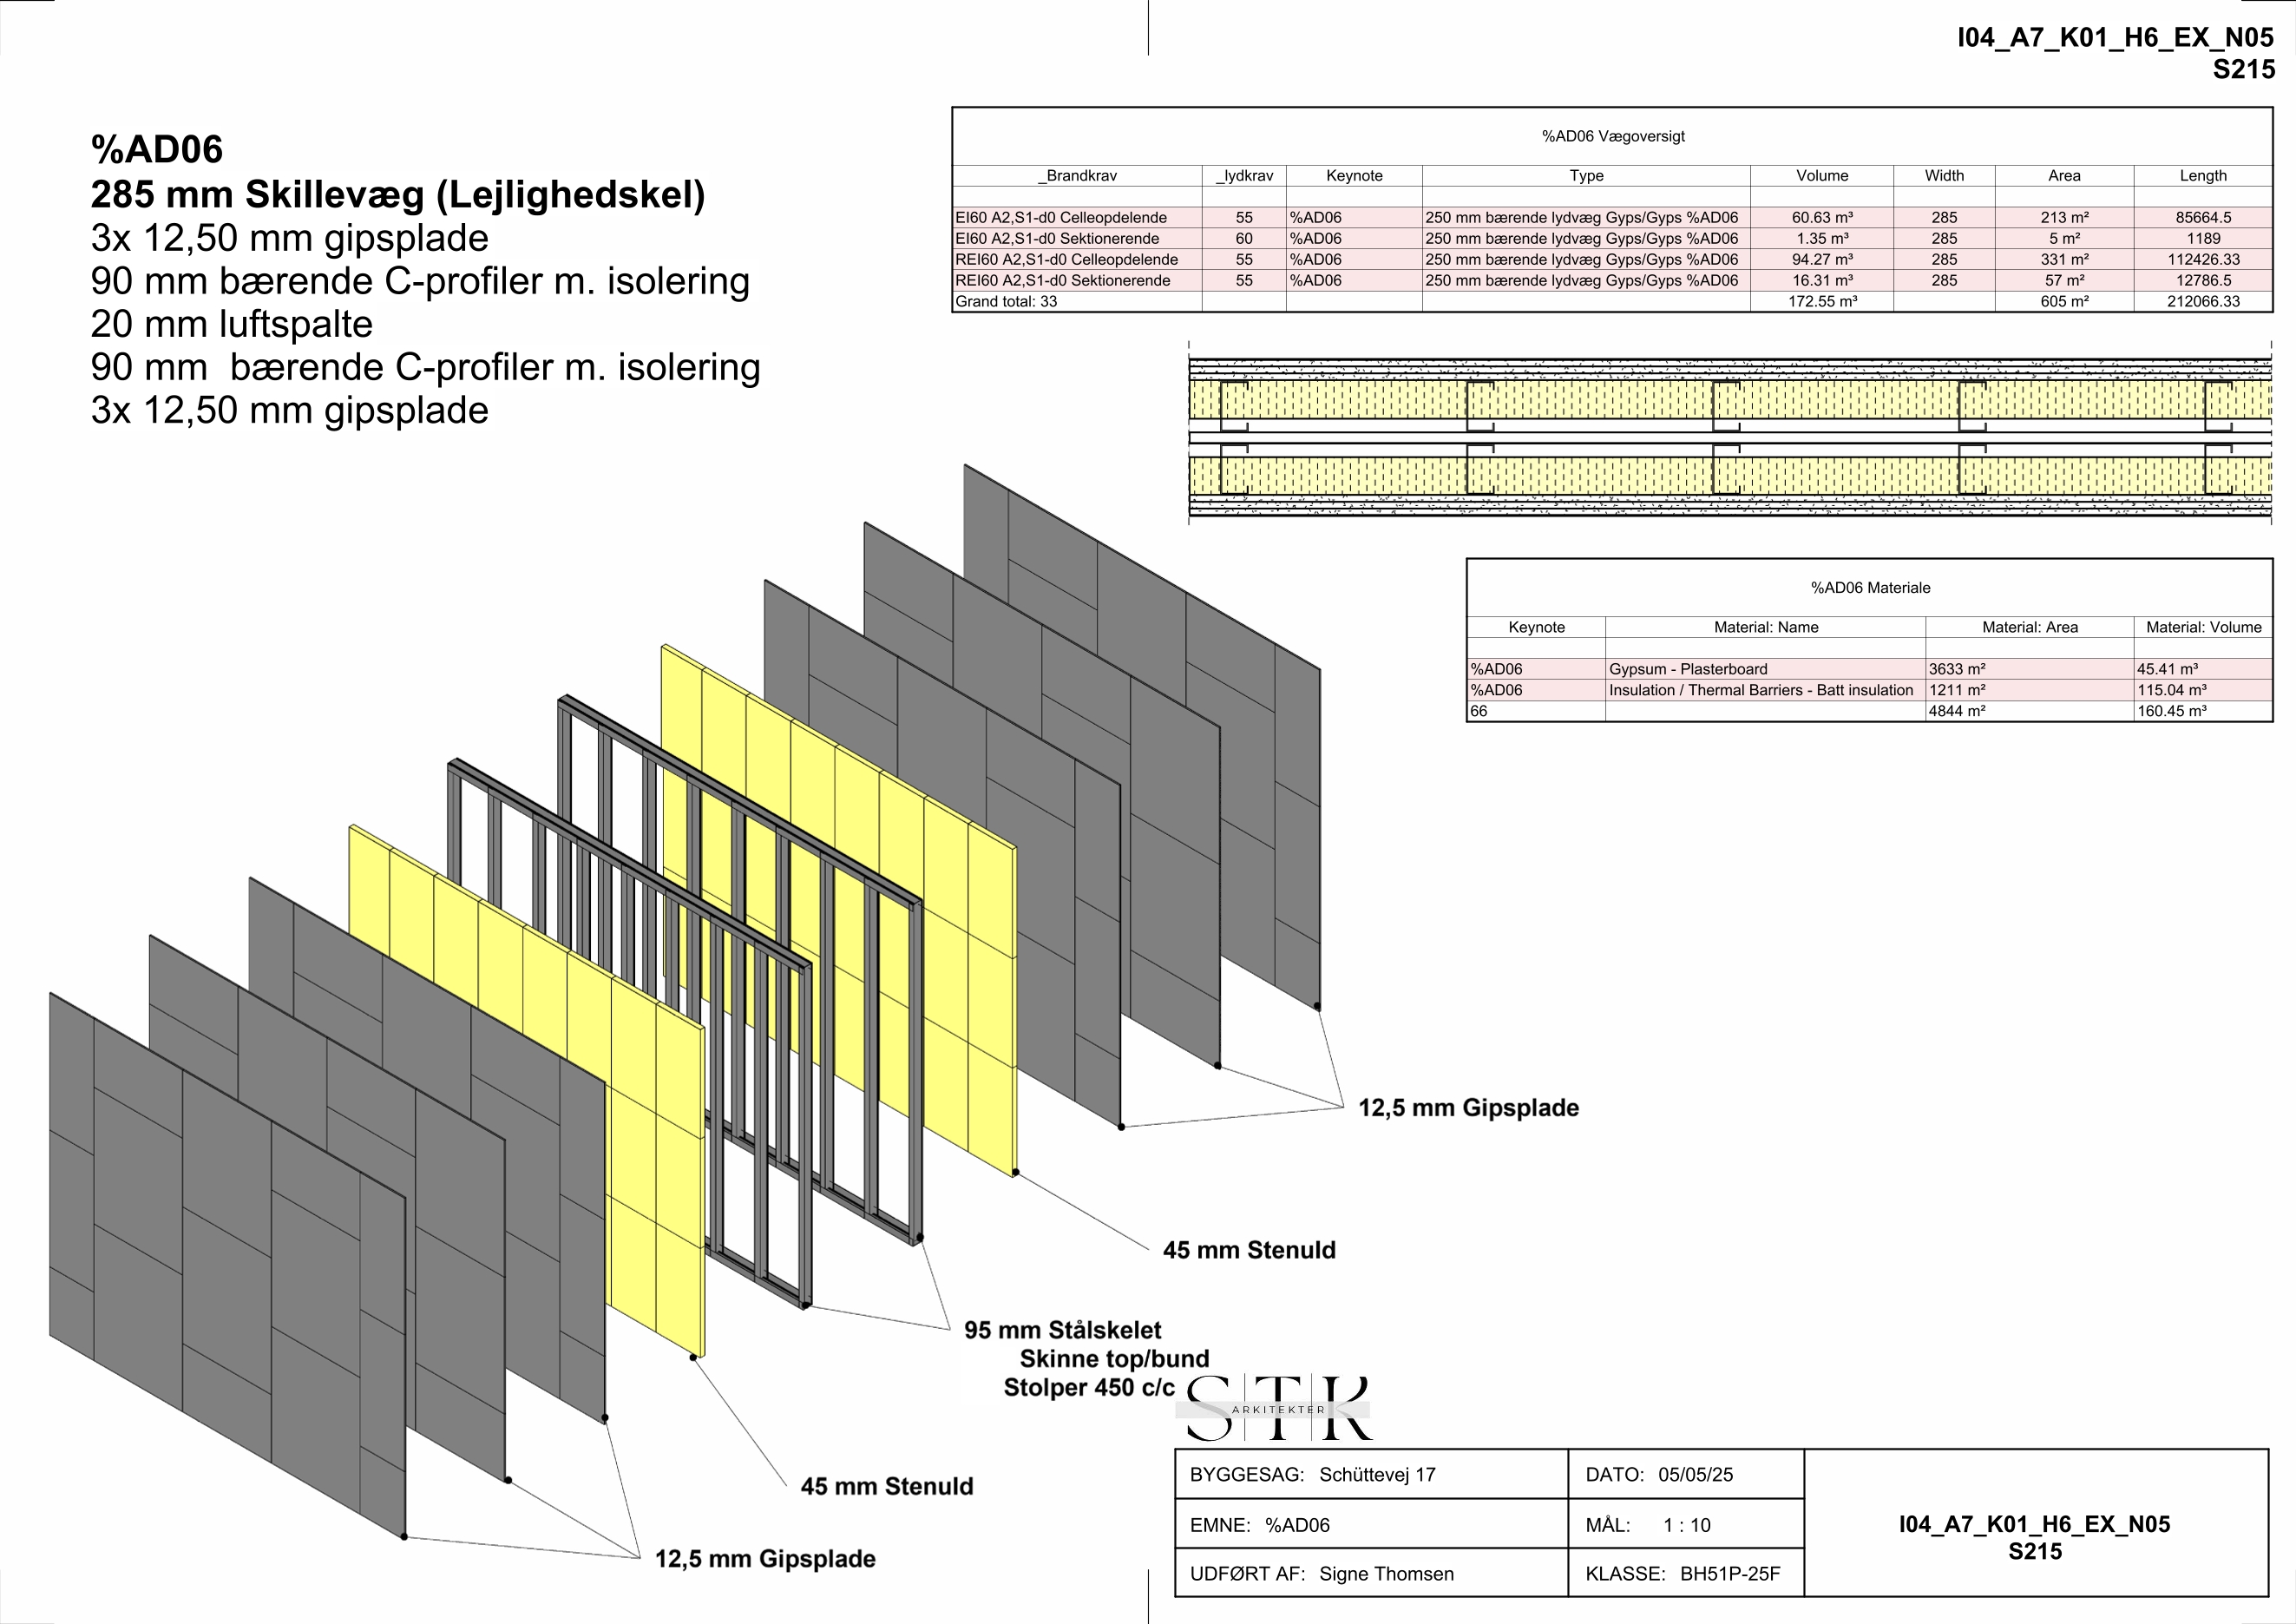 I04_A7_K01_H6_EX_N05
S215
%AD06
285 mm Skillevæg (Lejlighedskel)
3x 12,50 mm gipsplade
90 mm bærende C-profiler m. isolering
20 mm luftspalte
90 mm  bærende C-profiler m. isolering
3x 12,50 mm gipsplade
%AD06 Vægoversigt
_Brandkrav _lydkrav Keynote Type Volume Width Area Length
EI60 A2,S1-d0 Celleopdelende 55 %AD06 250 mm bærende lydvæg Gyps/Gyps %AD06 60.63 m³ 285 213 m² 85664.5
EI60 A2,S1-d0 Sektionerende 60 %AD06 250 mm bærende lydvæg Gyps/Gyps %AD06 1.35 m³ 285 5 m² 1189
REI60 A2,S1-d0 Celleopdelende 55 %AD06 250 mm bærende lydvæg Gyps/Gyps %AD06 94.27 m³ 285 331 m² 112426.33
REI60 A2,S1-d0 Sektionerende 55 %AD06 250 mm bærende lydvæg Gyps/Gyps %AD06 16.31 m³ 285 57 m² 12786.5
Grand total: 33 172.55 m³ 605 m² 212066.33
%AD06 Materiale
Keynote Material: Name Material: Area Material: Volume
%AD06 Gypsum - Plasterboard 3633 m² 45.41 m³
%AD06 Insulation / Thermal Barriers - Batt insulation 1211 m² 115.04 m³
66 4844 m² 160.45 m³
12,5 mm Gipsplade
45 mm Stenuld
95 mm Stålskelet
Skinne top/bund
Stolper 450 c/c
45 mm Stenuld
12,5 mm Gipsplade
STK
ARKITEKTER
BYGGESAG: Schüttevej 17
DATO: 05/05/25
EMNE: %AD06
MÅL: 1 : 10
UDFØRT AF: Signe Thomsen
KLASSE: BH51P-25F
I04_A7_K01_H6_EX_N05
S215